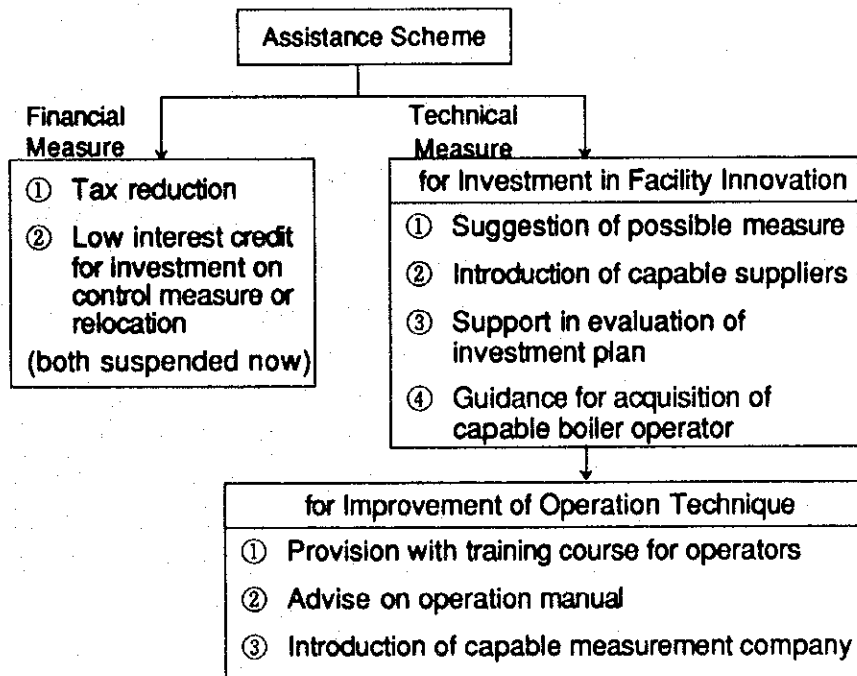 Assistance Scheme
Financial
Measure
① Tax reduction
② Low interest credit
for investment on
control measure or
relocation
(both suspended now)
Technical
Measure
for Investment in Facility Innovation
① Suggestion of possible measure
② Introduction of capable suppliers
③ Support in evaluation of
investment plan
④ Guidance for acquisition of
capable boiler operator
for Improvement of Operation Technique
① Provision with training course for operators
② Advise on operation manual
③ Introduction of capable measurement company